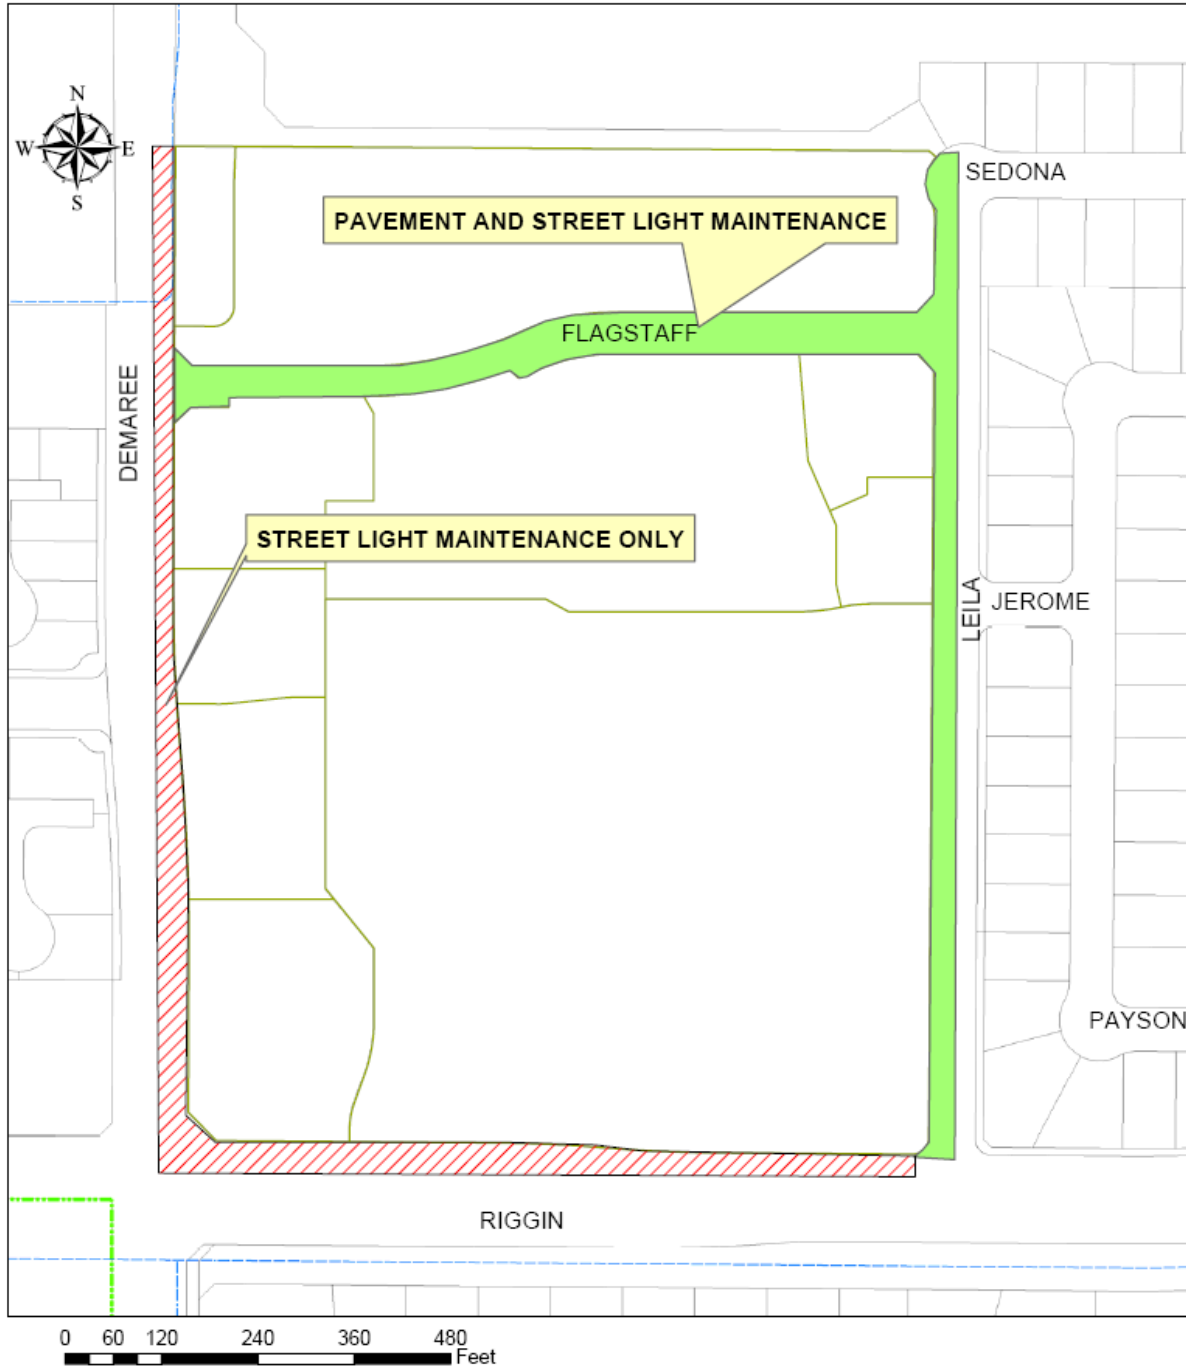 N
W E
S
SEDONA
PAVEMENT AND STREET LIGHT MAINTENANCE
FLAGSTAFF
DEMAREE
STREET LIGHT MAINTENANCE ONLY
LEILA
JEROME
PAYSON
RIGGIN
0 60 120 240 360 480
Feet